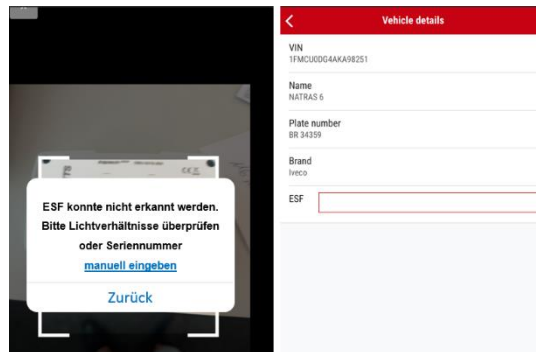 ESF konnte nicht erkannt werden.
Bitte Lichtverhältnisse überprüfen
oder Seriennummer
manuell eingeben
Zurück
Vehicle details
VIN
1FMCU0DG4AKA98251
Name
NATRAS 6
Plate number
BR 34359
Brand
Iveco
ESF